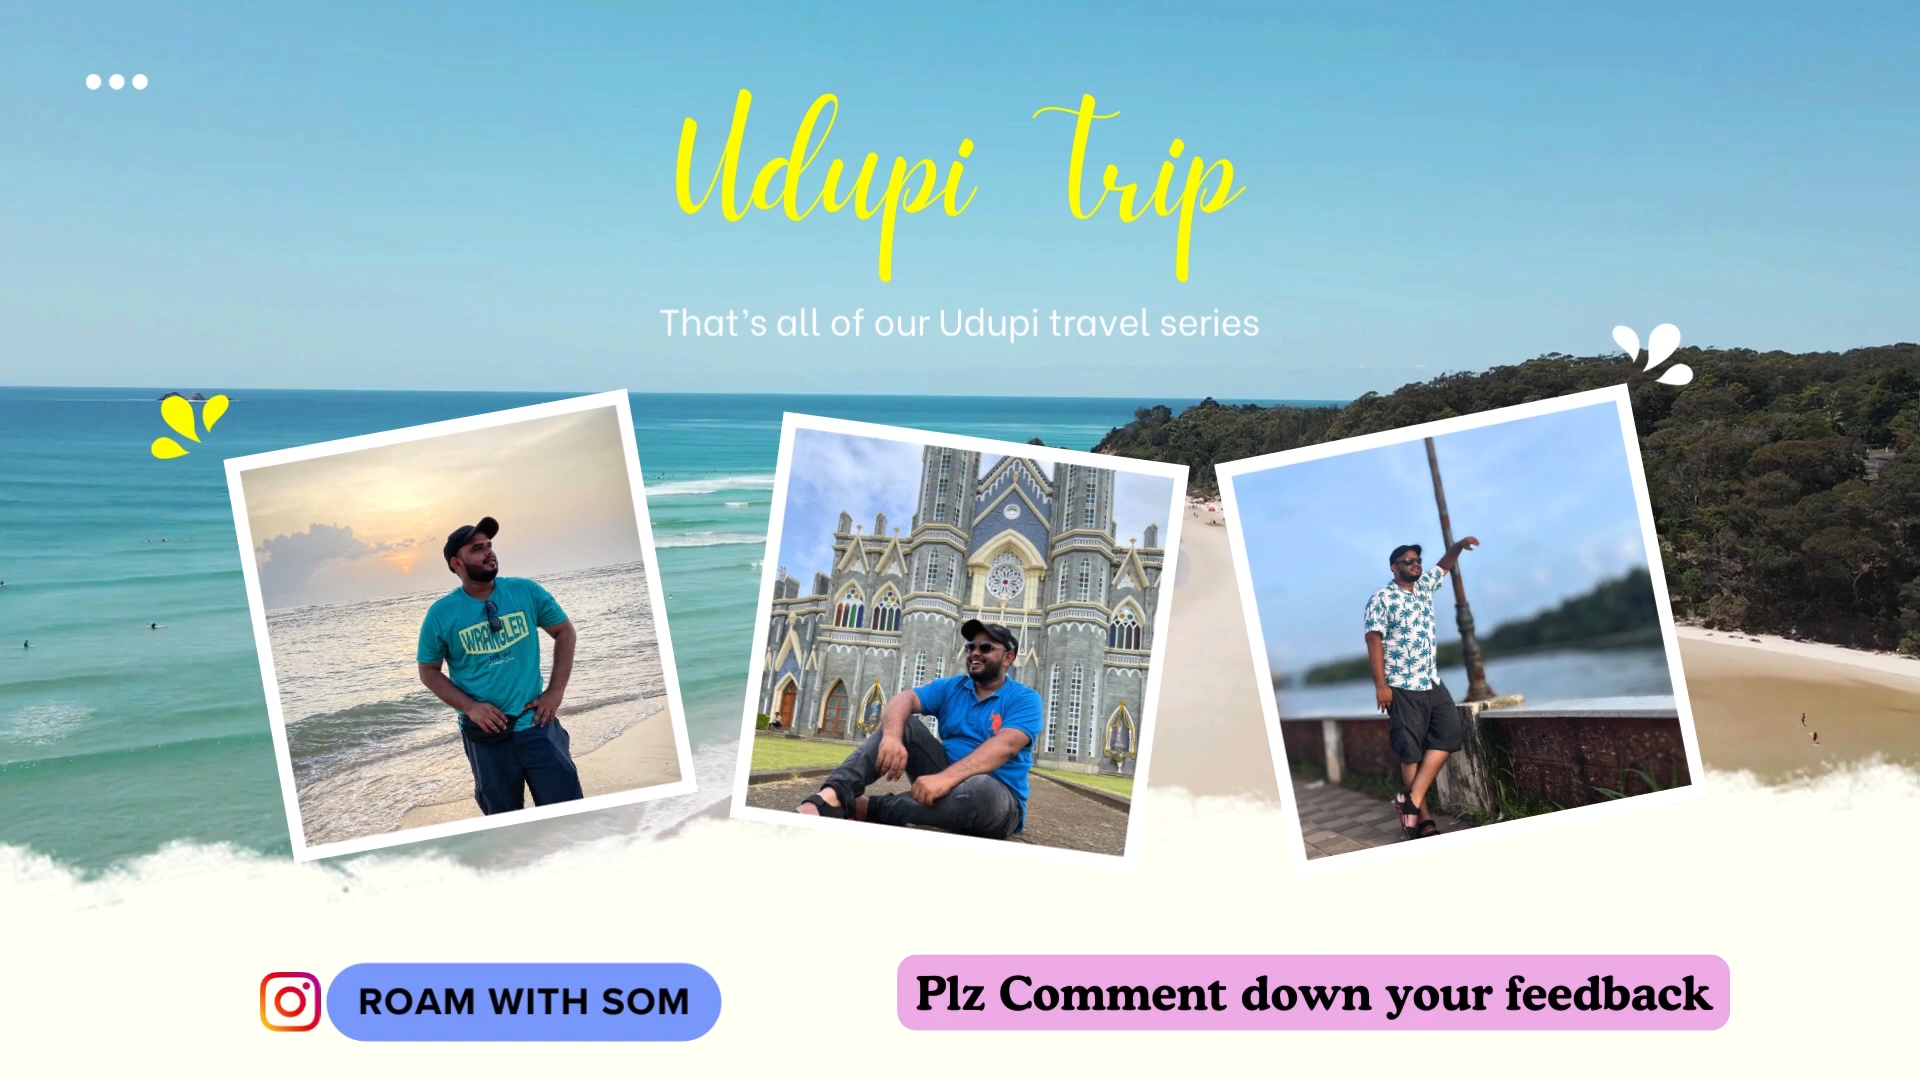 Udupi Trip
That's all of our Udupi travel series
WRANGLER
ROAM WITH SOM
Plz Comment down your feedback